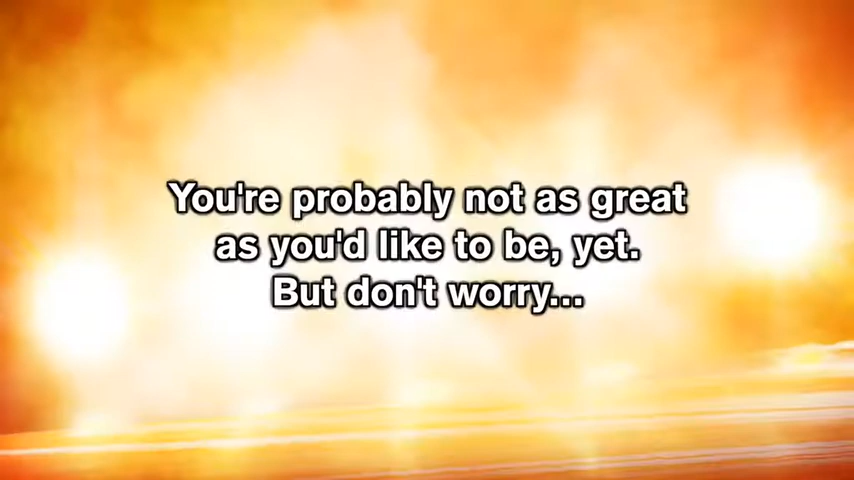 You're probably not as great
as you'd like to be, yet.
But don't worry...